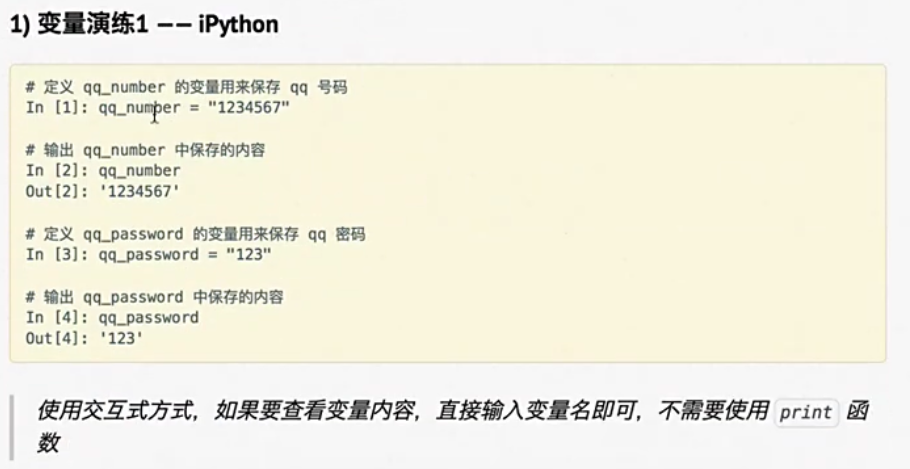 1) 变量演练1 —— iPython
# 定义 qq_number 的变量用来保存 qq 号码
In [1]: qq_number = "1234567"
# 输出 qq_number 中保存的内容
In [2]: qq_number
Out[2]: '1234567'
# 定义 qq_password 的变量用来保存 qq 密码
In [3]: qq_password = "123"
# 输出 qq_password 中保存的内容
In [4]: qq_password
Out[4]: '123'
使用交互式方式，如果要查看变量内容，直接输入变量名即可，不需要使用 print 函
数